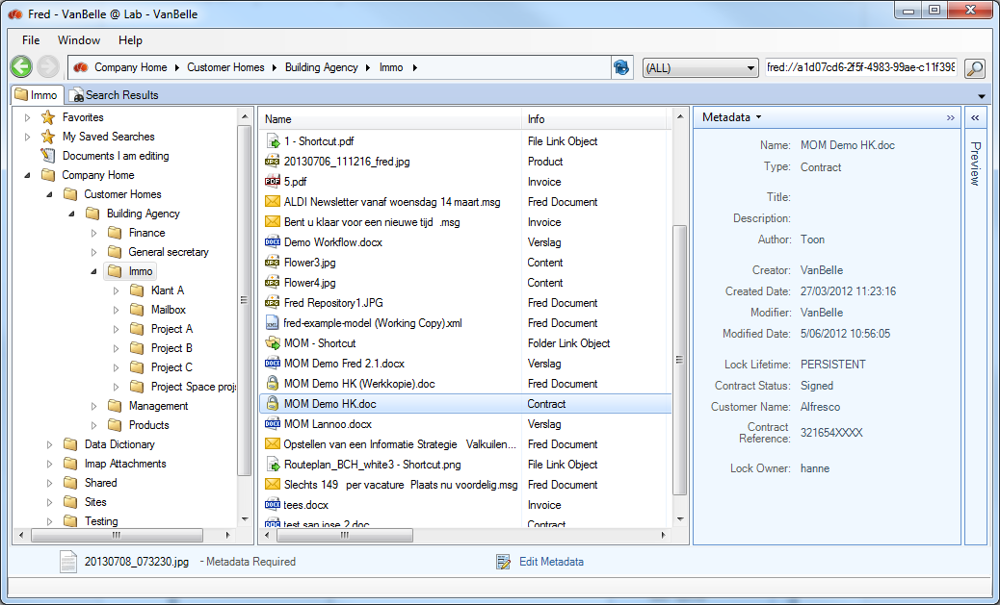 Fred - VanBelle @ Lab - VanBelle
File Window Help
Company Home Customer Homes Building Agency Immo
(ALL)
fred://a1d07cd6-2f5f-4983-99ae-c11f398
Immo
Search Results
Favorites
My Saved Searches
Documents I am editing
Company Home
Customer Homes
Building Agency
Finance
General secretary
Immo
Klant A
Mailbox
Project A
Project B
Project C
Project Space proj
Management
Products
Data Dictionary
Imap Attachments
Shared
Sites
Testing
Name Info
1 - Shortcut.pdf File Link Object
20130706_111216_fred.jpg Product
5.pdf Invoice
ALDI Newsletter vanaf woensdag 14 maart.msg Fred Document
Bent u klaar voor een nieuwe tijd .msg Invoice
Demo Workflow.docx Verslag
Flower3.jpg Content
Flower4.jpg Content
Fred Repository1.JPG Fred Document
fred-example-model (Working Copy).xml Fred Document
MOM - Shortcut Folder Link Object
MOM Demo Fred 2.1.docx Verslag
MOM Demo HK (Werkkopie).doc Fred Document
MOM Demo HK.doc Contract
MOM Lannoo.docx Verslag
Opstellen van een Informatie Strategie Valkuilen... Fred Document
Routeplan_BCH_white3 - Shortcut.png File Link Object
Slechts 149 per vacature Plaats nu voordelig.msg Fred Document
tees.docx Invoice
test san jose 2.doc Contract
Metadata
Name: MOM Demo HK.doc
Type: Contract
Title:
Description:
Author: Toon
Creator: VanBelle
Created Date: 27/03/2012 11:23:16
Modifier: VanBelle
Modified Date: 5/06/2012 10:56:05
Lock Lifetime: PERSISTENT
Contract Status: Signed
Customer Name: Alfresco
Contract
Reference: 321654XXXX
Lock Owner: hanne
Preview
20130708_073230.jpg - Metadata Required
Edit Metadata